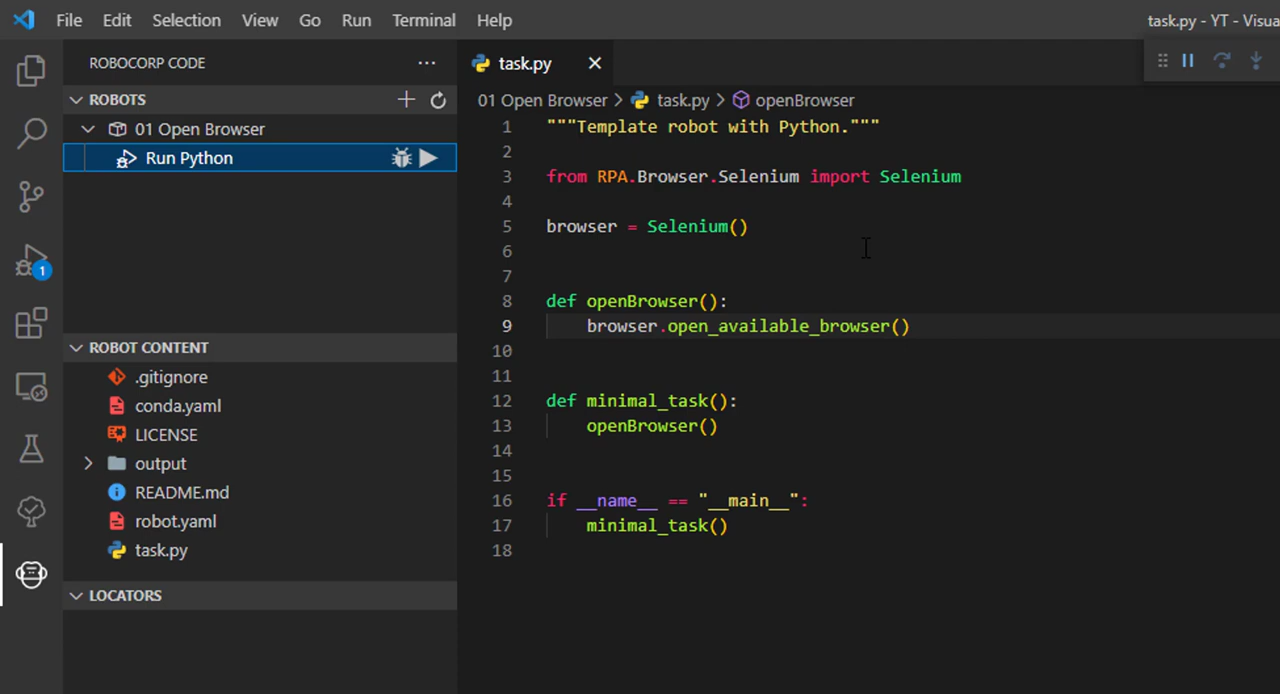 File Edit Selection View Go Run Terminal Help
task.py - YT - Visua
ROBOCORP CODE
ROBOTS
01 Open Browser
Run Python
1
ROBOT CONTENT
.gitignore
conda.yaml
LICENSE
output
README.md
robot.yaml
task.py
LOCATORS
task.py
01 Open Browser > task.py > openBrowser
1 """Template robot with Python."""
2
3 from RPA.Browser.Selenium import Selenium
4
5 browser = Selenium()
6
7
8 def openBrowser():
9     browser.open_available_browser()
10
11
12 def minimal_task():
13     openBrowser()
14
15
16 if __name__ == "__main__":
17     minimal_task()
18